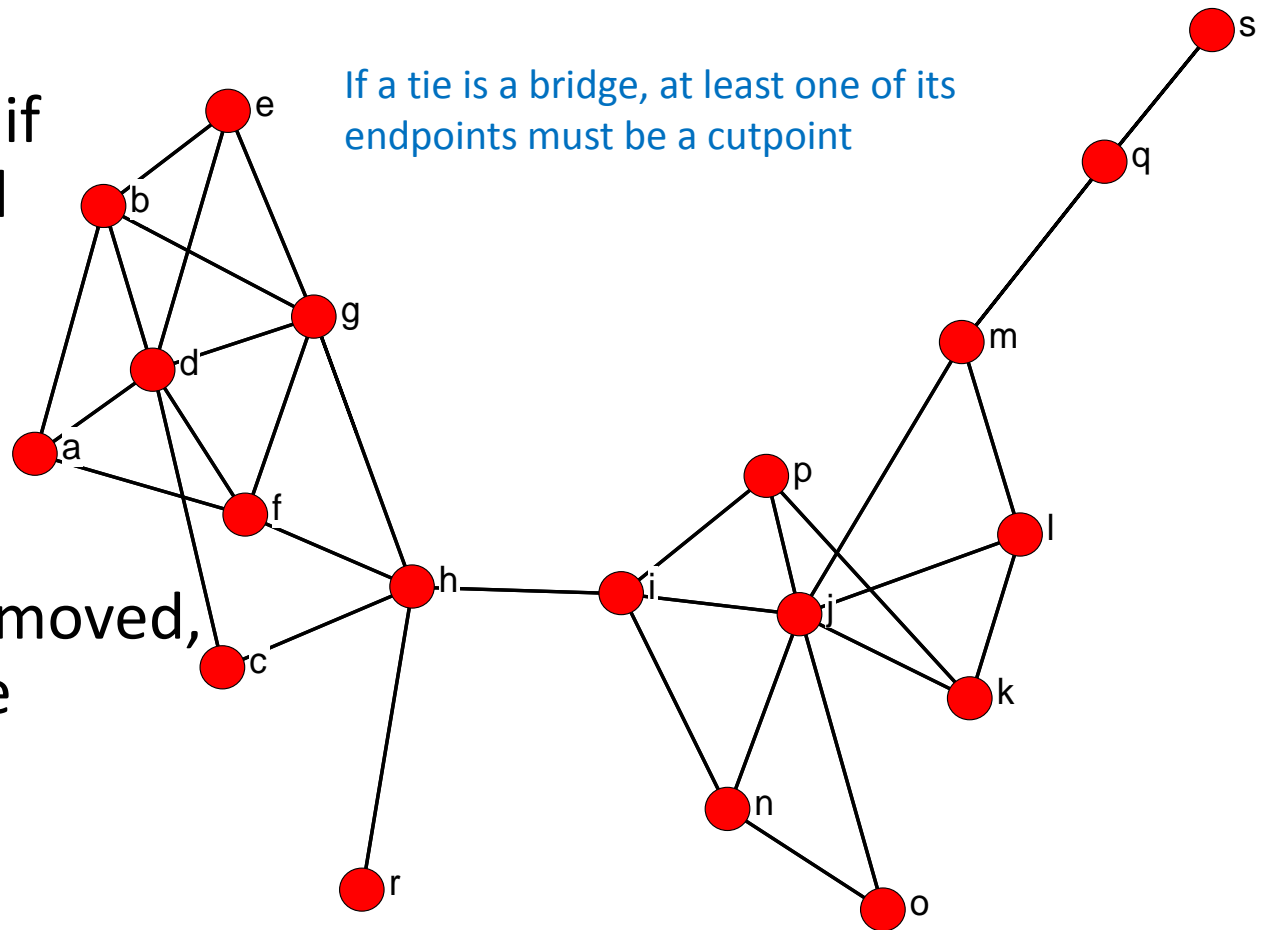 if
d
moved,
e
If a tie is a bridge, at least one of its
endpoints must be a cutpoint
s
e
q
b
g
m
d
a
p
f
l
h
i
j
c
k
n
r
o